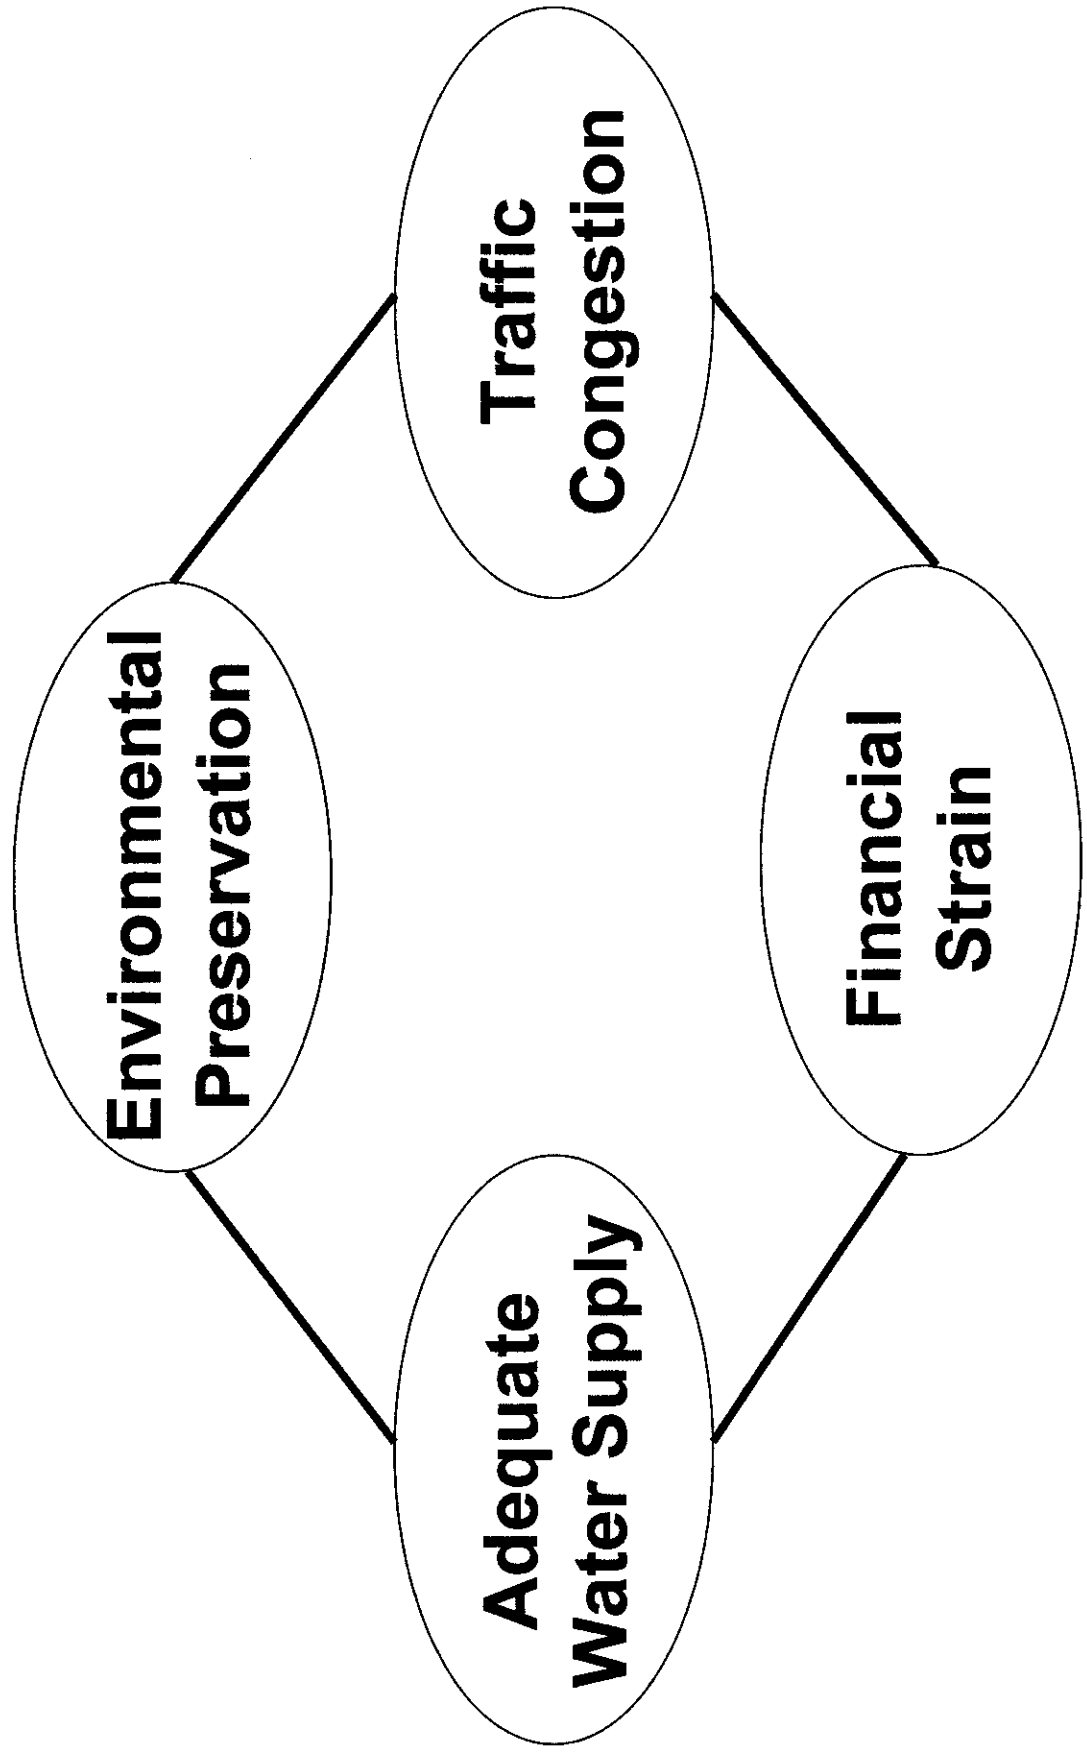 Environmental
Preservation
Adequate
Water Supply
Traffic
Congestion
Financial
Strain